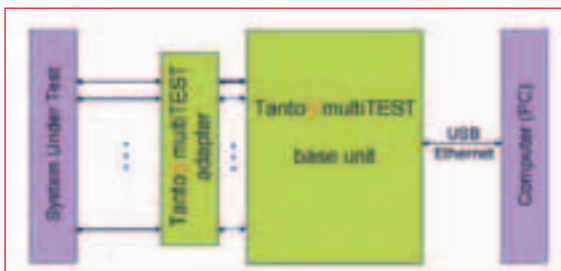 System Under Test
Tanto multiTEST
adapter
Tanto multiTEST
base unit
USB
Ethernet
Computer (PC)